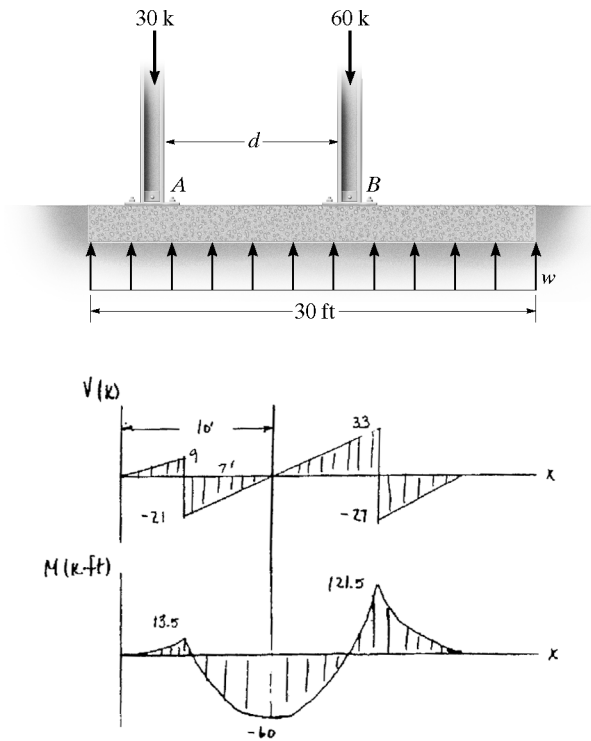 30 k 60 k
d
A B
w
30 ft
V(k)
10'
9
7'
33
x
-21
-27
M(k-ft)
13.5
121.5
x
-60